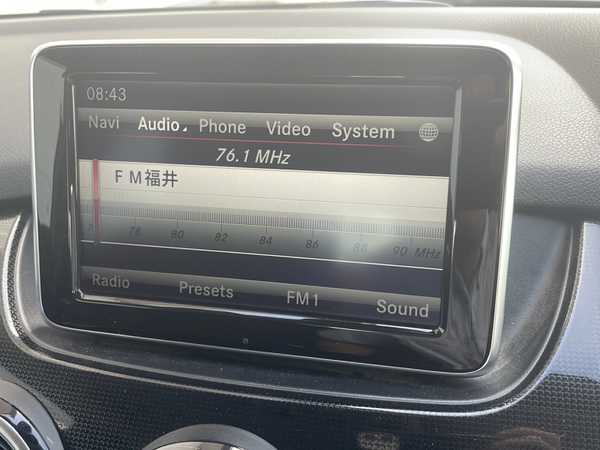 08:43
Navi Audio Phone Video System
76.1 MHz
FM福井
78 80 82 84 86 88 90 MHz
Radio Presets FM1 Sound